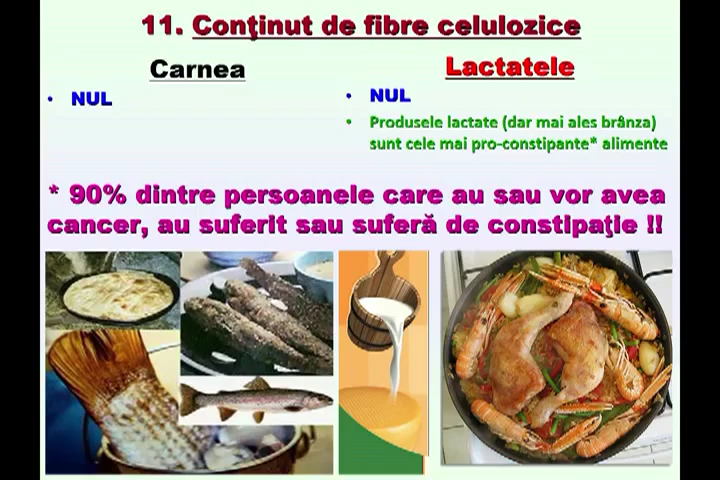 11. Conţinut de fibre celulozice
Carnea
• NUL
Lactatele
• NUL
• Produsele lactate (dar mai ales brânza)
sunt cele mai pro-constipante* alimente
* 90% dintre persoanele care au sau vor avea
cancer, au suferit sau suferă de constipaţie !!